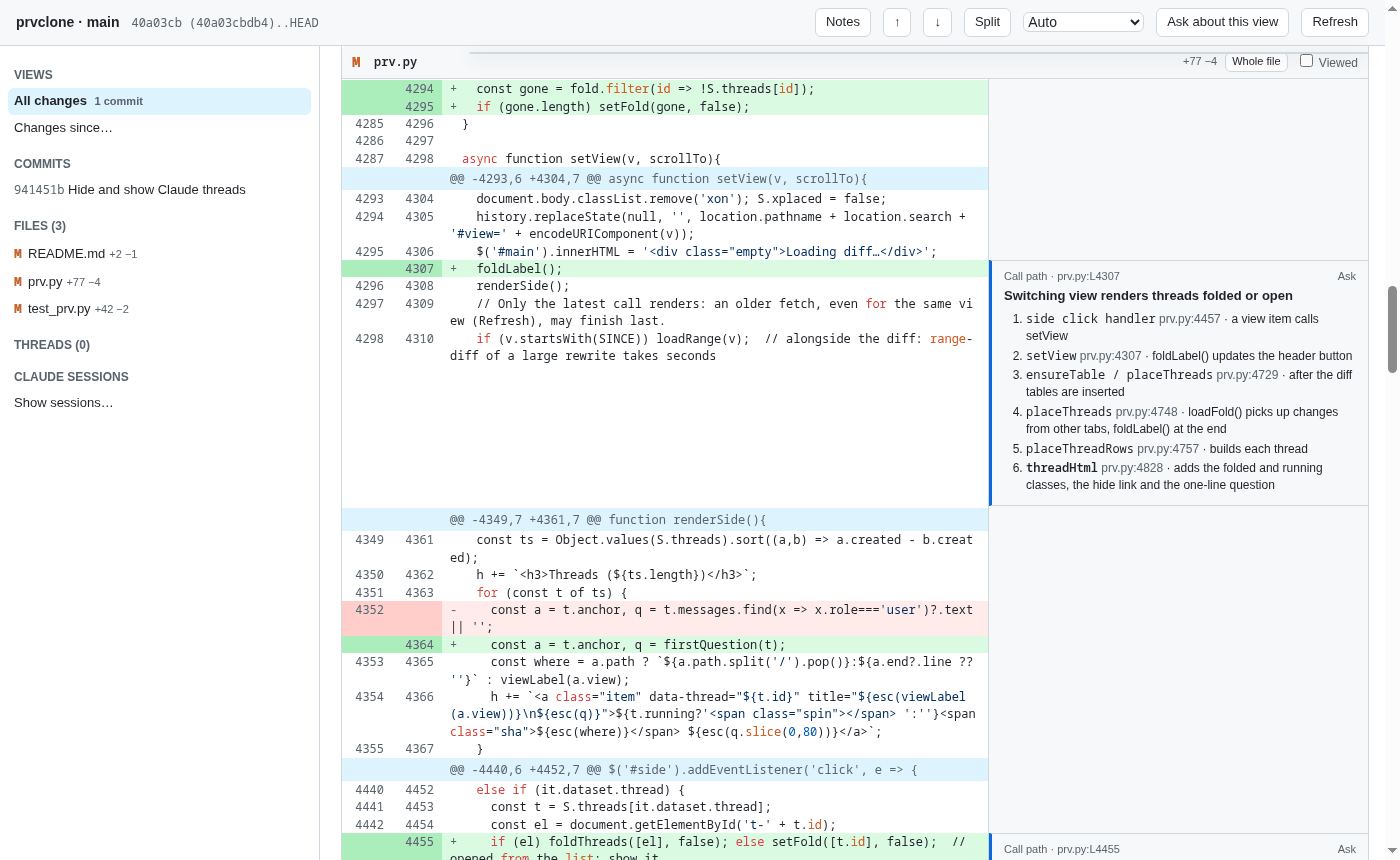 prvclone · main 40a03cb (40a03cbdb4)..HEAD Notes ↑ ↓ Split Auto Ask about this view Refresh
VIEWS
All changes 1 commit
Changes since…
COMMITS
941451b Hide and show Claude threads
FILES (3)
M README.md +2 −1
M prv.py +77 −4
M test_prv.py +42 −2
THREADS (0)
CLAUDE SESSIONS
Show sessions…
M prv.py +77 −4 Whole file Viewed
4294 + const gone = fold.filter(id => !S.threads[id]);
4295 + if (gone.length) setFold(gone, false);
4285 4296 }
4286 4297
4287 4298 async function setView(v, scrollTo){
@@ -4293,6 +4304,7 @@ async function setView(v, scrollTo){
4293 4304 document.body.classList.remove('xon'); S.xplaced = false;
4294 4305 history.replaceState(null, '', location.pathname + location.search +
'#view=' + encodeURIComponent(v));
4295 4306 $('#main').innerHTML = '<div class="empty">Loading diff…</div>';
4307 + foldLabel();
4296 4308 renderSide();
4297 4309 // Only the latest call renders: an older fetch, even for the same vi
ew (Refresh), may finish last.
4298 4310 if (v.startsWith(SINCE)) loadRange(v);  // alongside the diff: range-
diff of a large rewrite takes seconds
Call path · prv.py:L4307 Ask
Switching view renders threads folded or open
1. side click handler prv.py:4457 · a view item calls
setView
2. setView prv.py:4307 · foldLabel() updates the header button
3. ensureTable / placeThreads prv.py:4729 · after the diff
tables are inserted
4. placeThreads prv.py:4748 · loadFold() picks up changes
from other tabs, foldLabel() at the end
5. placeThreadRows prv.py:4757 · builds each thread
6. threadHtml prv.py:4828 · adds the folded and running
classes, the hide link and the one-line question
@@ -4349,7 +4361,7 @@ function renderSide(){
4349 4361 const ts = Object.values(S.threads).sort((a,b) => a.created - b.creat
ed);
4350 4362 h += `<h3>Threads (${ts.length})</h3>`;
4351 4363 for (const t of ts) {
4352 - const a = t.anchor, q = t.messages.find(x => x.role==='user')?.text
|| '';
4364 + const a = t.anchor, q = firstQuestion(t);
4353 4365 const where = a.path ? `${a.path.split('/').pop()}:${a.end?.line ??
''}` : viewLabel(a.view);
4354 4366 h += `<a class="item" data-thread="${t.id}" title="${esc(viewLabel
(a.view))}\n${esc(q)}">${t.running?'<span class="spin"></span> ':''}<span
class="sha">${esc(where)}</span> ${esc(q.slice(0,80))}</a>`;
4355 4367 }
@@ -4440,6 +4452,7 @@ $('#side').addEventListener('click', e => {
4440 4452 else if (it.dataset.thread) {
4441 4453 const t = S.threads[it.dataset.thread];
4442 4454 const el = document.getElementById('t-' + t.id);
4455 + if (el) foldThreads([el], false); else setFold([t.id], false);  //
opened from the list: show it
Call path · prv.py:L4455 Ask